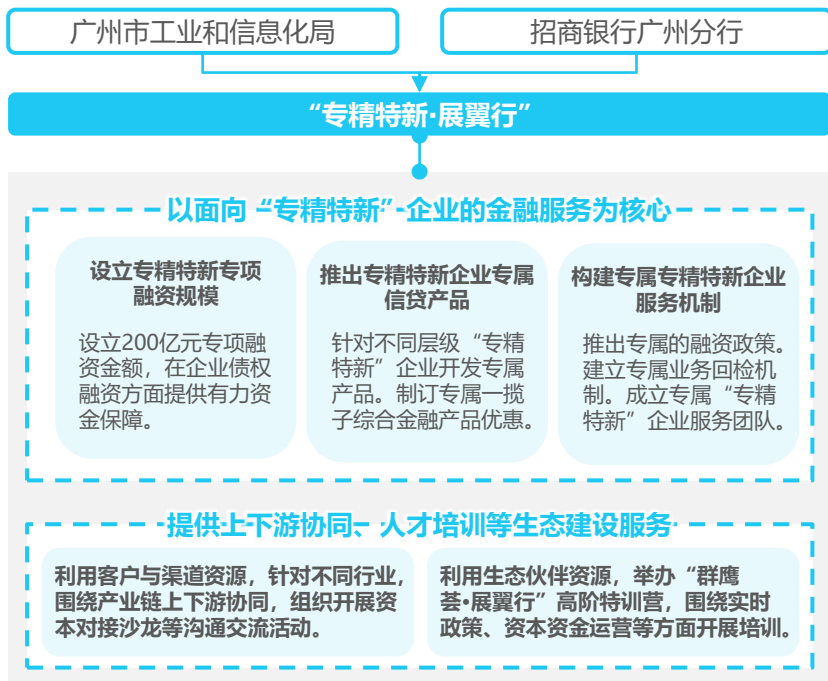 广州市工业和信息化局
招商银行广州分行
“专精特新·展翼行”
以面向“专精特新”企业的金融服务为核心
设立专精特新专项
融资规模
设立200亿元专项融
资金额，在企业债权
融资方面提供有力资
金保障。
推出专精特新企业专属
信贷产品
针对不同层级“专精
特新”企业开发专属
产品。制订专属一揽
子综合金融产品优惠。
构建专属专精特新企业
服务机制
推出专属的融资政策。
建立专属业务回检机
制。成立专属“专精
特新”企业服务团队。
提供上下游协同、人才培训等生态建设服务
利用客户与渠道资源，针对不同行业，
围绕产业链上下游协同，组织开展资
本对接沙龙等沟通交流活动。
利用生态伙伴资源，举办“群鹰
荟·展翼行”高阶特训营，围绕实时
政策、资本资金运营等方面开展培训。